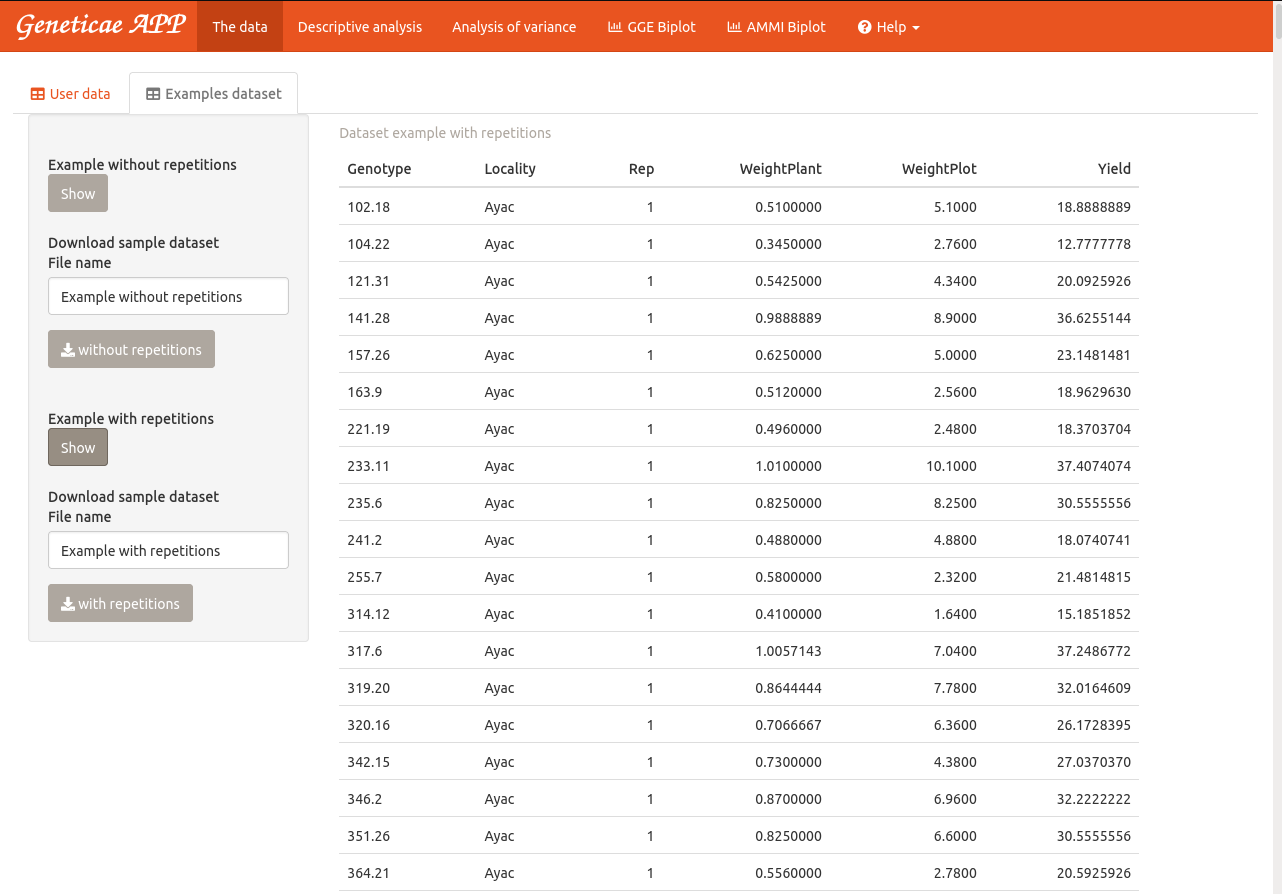 Geneticae APP The data Descriptive analysis Analysis of variance GGE Biplot AMMI Biplot Help
User data Examples dataset
Example without repetitions
Show
Download sample dataset
File name
Example without repetitions
without repetitions
Example with repetitions
Show
Download sample dataset
File name
Example with repetitions
with repetitions
Dataset example with repetitions
Genotype Locality Rep WeightPlant WeightPlot Yield
102.18 Ayac 1 0.5100000 5.1000 18.8888889
104.22 Ayac 1 0.3450000 2.7600 12.7777778
121.31 Ayac 1 0.5425000 4.3400 20.0925926
141.28 Ayac 1 0.9888889 8.9000 36.6255144
157.26 Ayac 1 0.6250000 5.0000 23.1481481
163.9 Ayac 1 0.5120000 2.5600 18.9629630
221.19 Ayac 1 0.4960000 2.4800 18.3703704
233.11 Ayac 1 1.0100000 10.1000 37.4074074
235.6 Ayac 1 0.8250000 8.2500 30.5555556
241.2 Ayac 1 0.4880000 4.8800 18.0740741
255.7 Ayac 1 0.5800000 2.3200 21.4814815
314.12 Ayac 1 0.4100000 1.6400 15.1851852
317.6 Ayac 1 1.0057143 7.0400 37.2486772
319.20 Ayac 1 0.8644444 7.7800 32.0164609
320.16 Ayac 1 0.7066667 6.3600 26.1728395
342.15 Ayac 1 0.7300000 4.3800 27.0370370
346.2 Ayac 1 0.8700000 6.9600 32.2222222
351.26 Ayac 1 0.8250000 6.6000 30.5555556
364.21 Ayac 1 0.5560000 2.7800 20.5925926